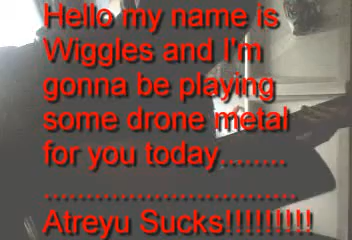 Hello my name is
Wiggles and I'm
gonna be playing
some drone metal
for you today........
..............................
Atreyu Sucks!!!!!!!!!!